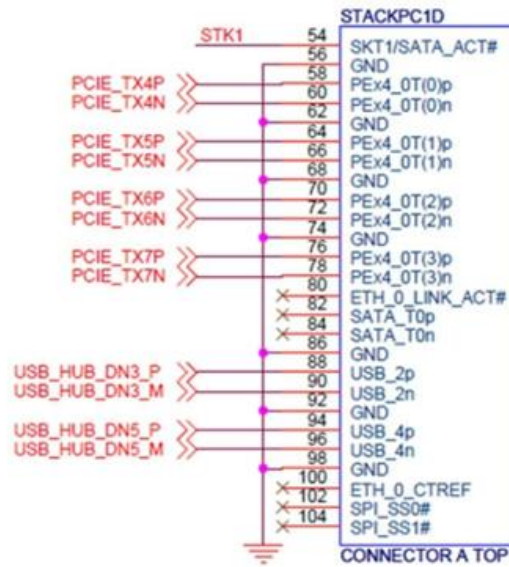 STACKPC1D
STK1 54 SKT1/SATA_ACT#
56 GND
PCIE_TX4P 58 PEx4_0T(0)p
PCIE_TX4N 60 PEx4_0T(0)n
62 GND
PCIE_TX5P 64 PEx4_0T(1)p
PCIE_TX5N 66 PEx4_0T(1)n
68 GND
PCIE_TX6P 70 PEx4_0T(2)p
PCIE_TX6N 72 PEx4_0T(2)n
74 GND
PCIE_TX7P 76 PEx4_0T(3)p
PCIE_TX7N 78 PEx4_0T(3)n
80 ETH_0_LINK_ACT#
82 SATA_T0p
84 SATA_T0n
86 GND
USB_HUB_DN3_P 88 USB_2p
USB_HUB_DN3_M 90 USB_2n
92 GND
USB_HUB_DN5_P 94 USB_4p
USB_HUB_DN5_M 96 USB_4n
98 GND
100 ETH_0_CTREF
102 SPI_SS0#
104 SPI_SS1#
CONNECTOR A TOP